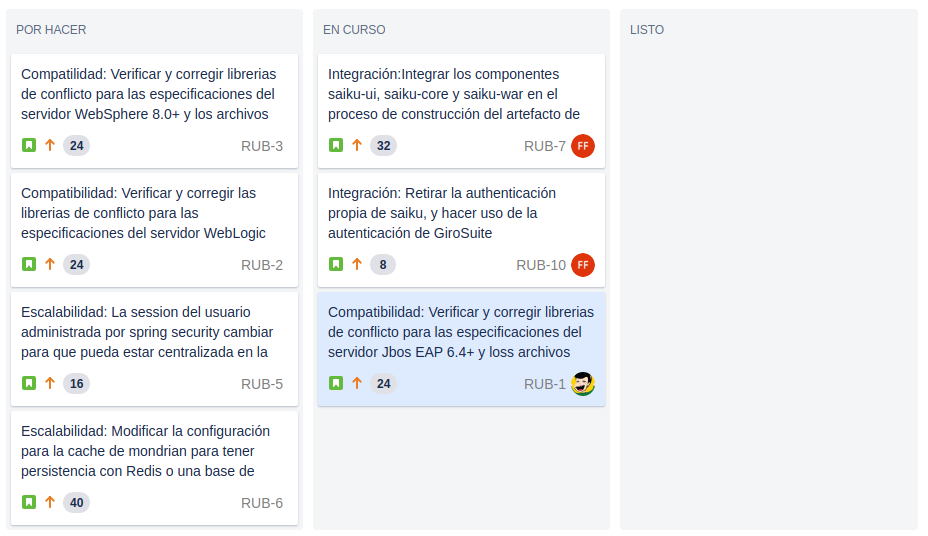 POR HACER
Compatilidad: Verificar y corregir librerias
de conflicto para las especificaciones del
servidor WebSphere 8.0+ y los archivos
24
RUB-3
Compatibilidad: Verificar y corregir las
librerias de conflicto para las
especificaciones del servidor WebLogic
24
RUB-2
Escalabilidad: La session del usuario
administrada por spring security cambiar
para que pueda estar centralizada en la
16
RUB-5
Escalabilidad: Modificar la configuración
para la cache de mondrian para tener
persistencia con Redis o una base de
40
RUB-6
EN CURSO
Integración:Integrar los componentes
saiku-ui, saiku-core y saiku-war en el
proceso de construcción del artefacto de
32
RUB-7 FF
Integración: Retirar la authenticación
propia de saiku, y hacer uso de la
autenticación de GiroSuite
8
RUB-10 FF
Compatibilidad: Verificar y corregir librerias
de conflicto para las especificaciones del
servidor Jbos EAP 6.4+ y loss archivos
24
RUB-1
LISTO